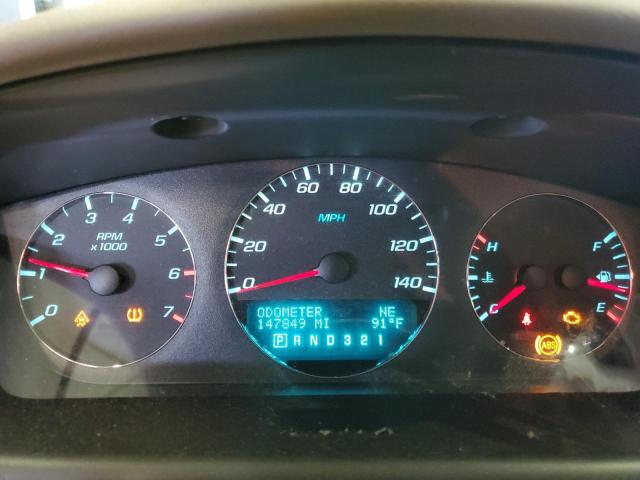 0 1 2 3 4 5 6 7
RPM
x1000
0 20 40 60 80 100 120 140
MPH
ODOMETER NE
147849 MI 91°F
P R N D 3 2 1
H F
C E
ABS